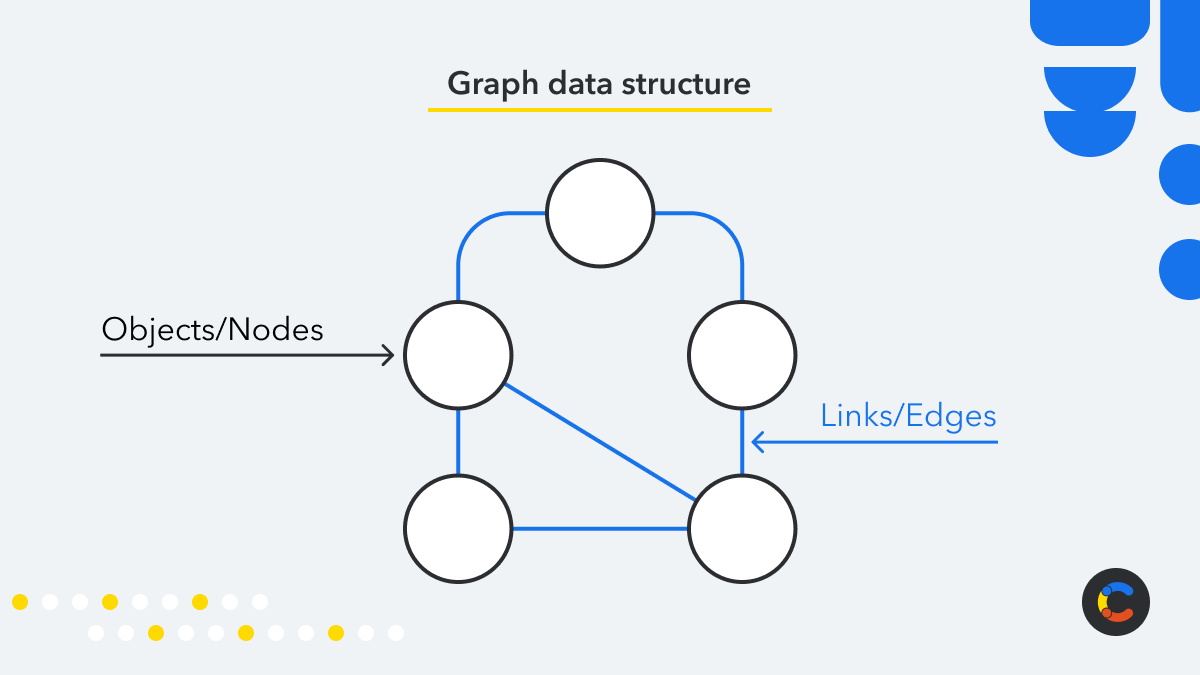 Graph data structure
Objects/Nodes
Links/Edges